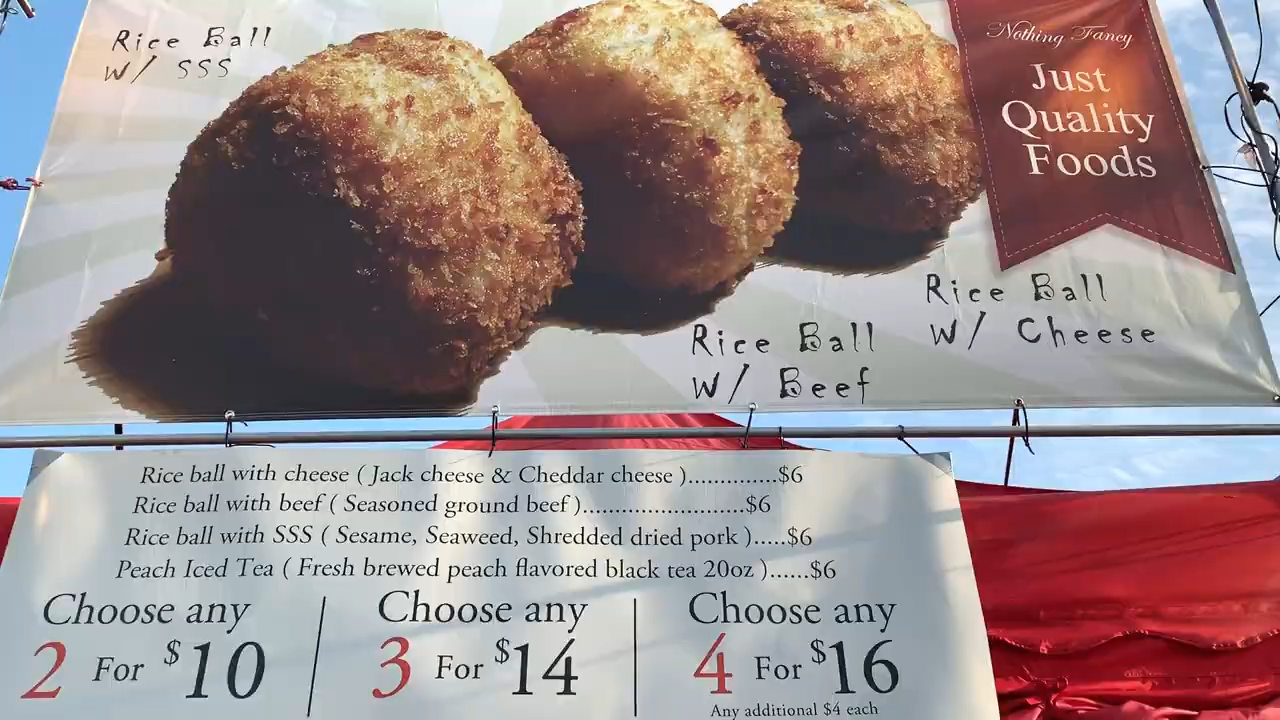 Rice Ball
W/ SSS
Nothing Fancy
Just
Quality
Foods
Rice Ball
W/ Cheese
Rice Ball
W/ Beef
Rice ball with cheese ( Jack cheese & Cheddar cheese )..............$6
Rice ball with beef ( Seasoned ground beef ).........................$6
Rice ball with SSS ( Sesame, Seaweed, Shredded dried pork ).....$6
Peach Iced Tea ( Fresh brewed peach flavored black tea 20oz )......$6
Choose any
2 For $10
Choose any
3 For $14
Choose any
4 For $16
Any additional $4 each